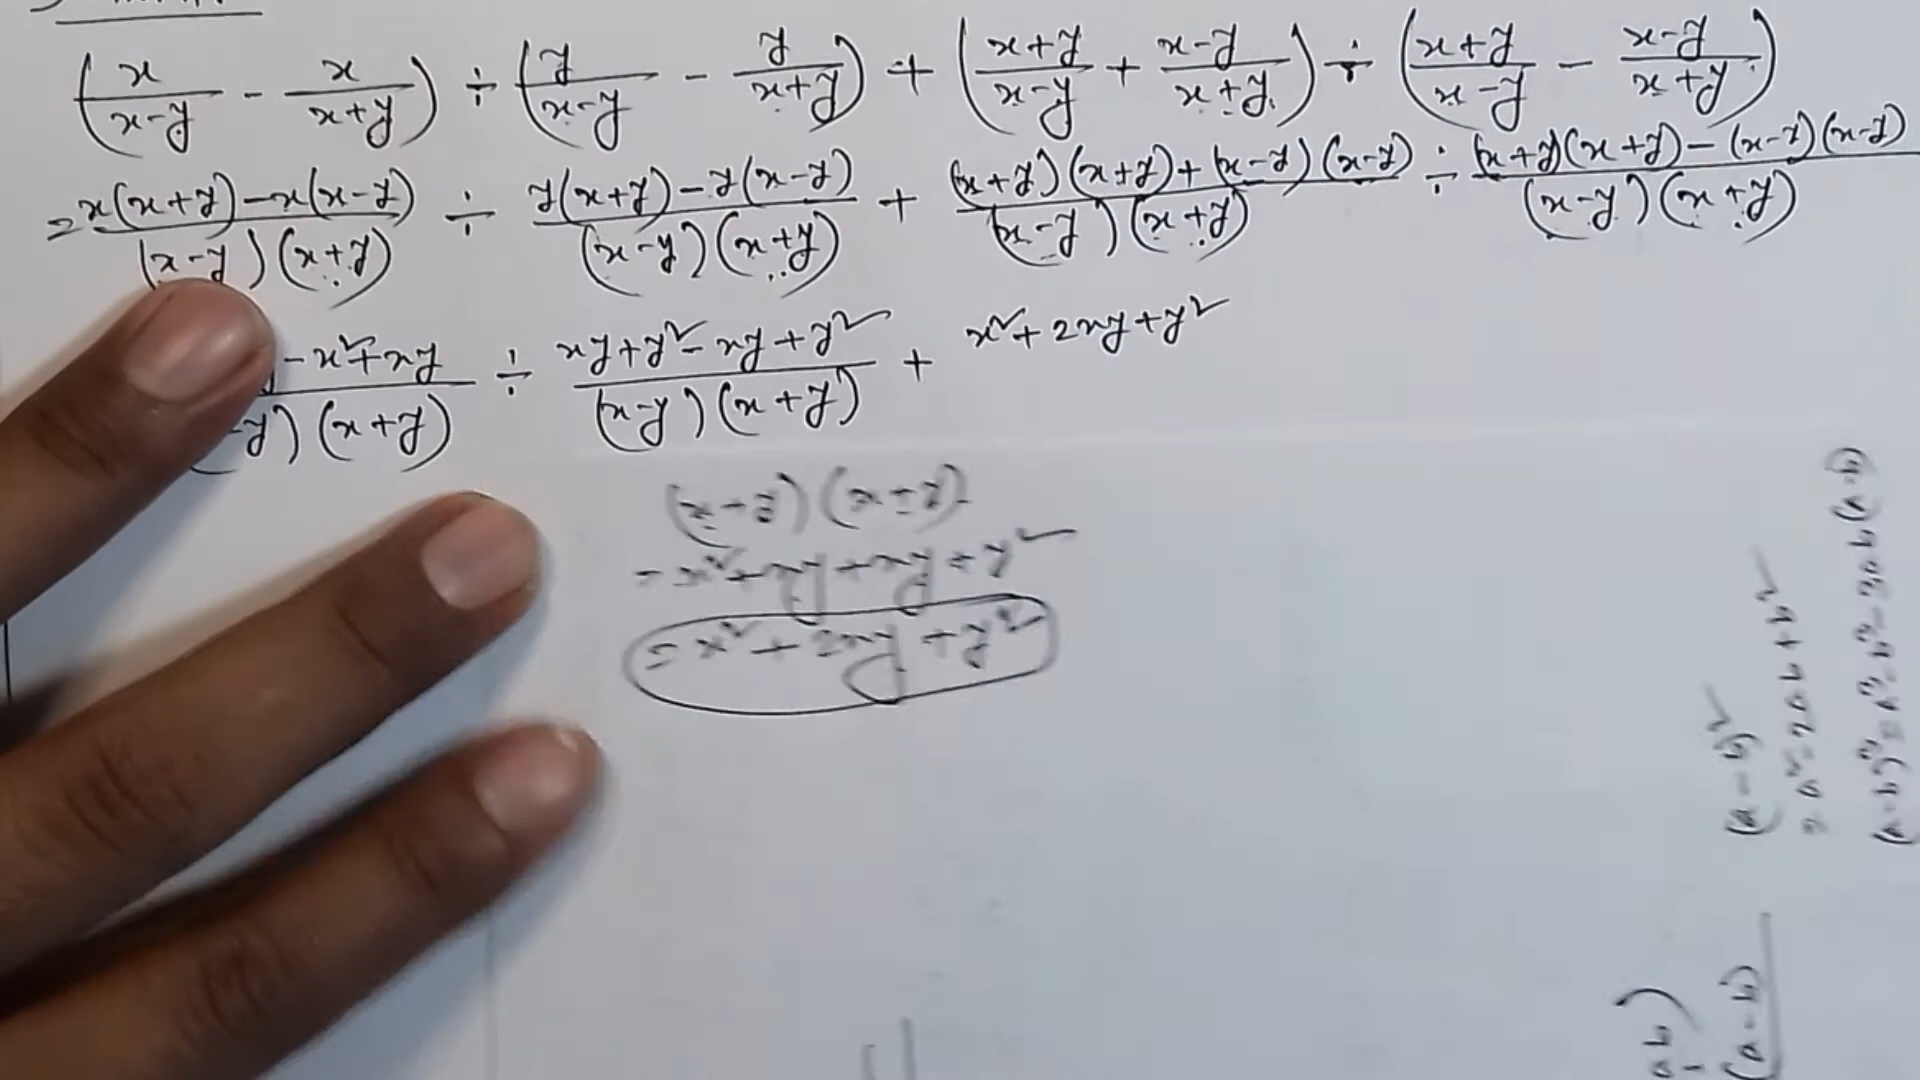 (x/(x-y) - x/(x+y)) ÷ (y/(x-y) - y/(x+y)) + ((x+y)/(x-y) + (x-y)/(x+y)) ÷ ((x+y)/(x-y) - (x-y)/(x+y))
= (x(x+y)-x(x-y))/((x-y)(x+y)) ÷ (y(x+y)-y(x-y))/((x-y)(x+y)) + ((x+y)(x+y)+(x-y)(x-y))/((x-y)(x+y)) ÷ ((x+y)(x+y)-(x-y)(x-y))/((x-y)(x+y))
-x²+xy / -y)(x+y) ÷ (xy+y²-xy+y²)/((x-y)(x+y)) + x²+2xy+y²
(x+y)(x+y)
= x²+xy+xy+y²
= x²+2xy+y²
(a-b)²
= a²-2ab+b²
(a-b)³ = a³-b³-3ab(a-b)
ab)
(a-b)